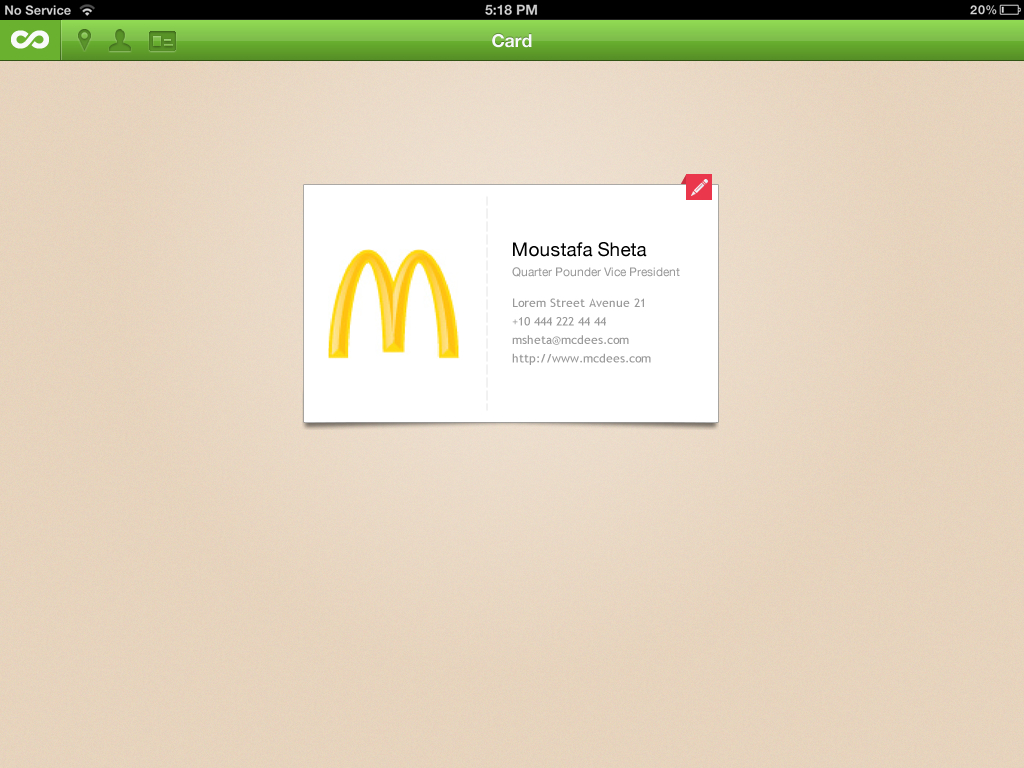 No Service 5:18 PM 20%
Card
Moustafa Sheta
Quarter Pounder Vice President
Lorem Street Avenue 21
+10 444 222 44 44
msheta@mcdees.com
http://www.mcdees.com